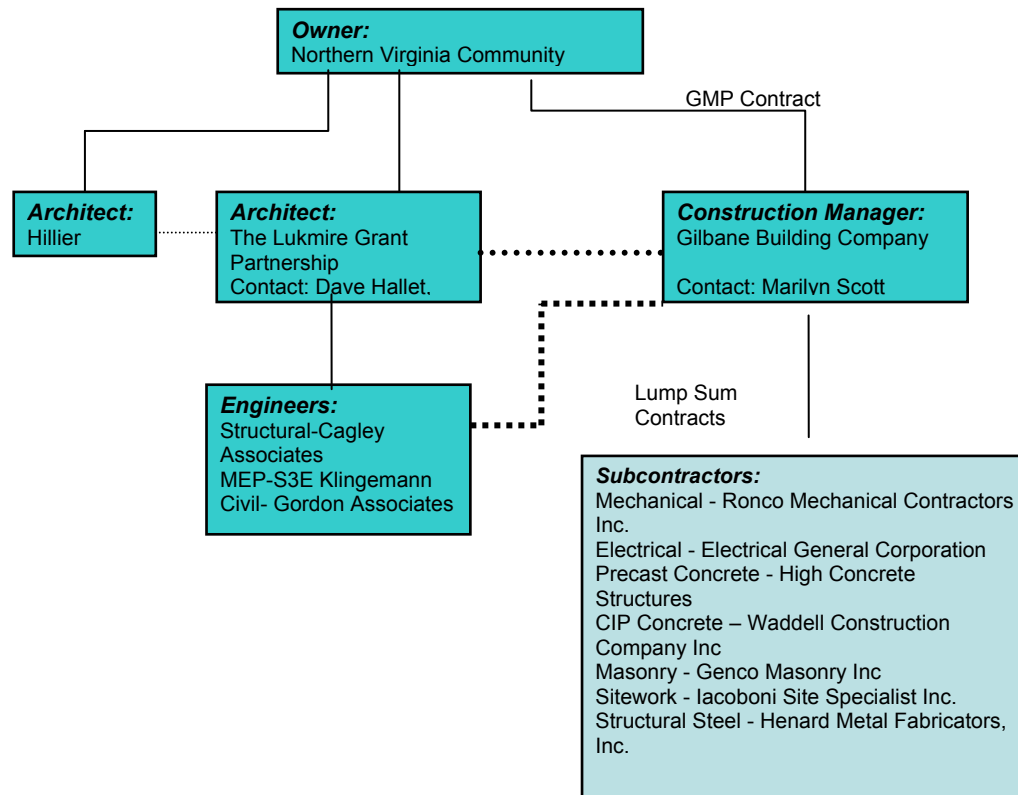 Owner:
Northern Virginia Community
GMP Contract
Architect:
Hillier
Architect:
The Lukmire Grant
Partnership
Contact: Dave Hallet,
Construction Manager:
Gilbane Building Company
Contact: Marilyn Scott
Engineers:
Structural-Cagley
Associates
MEP-S3E Klingemann
Civil- Gordon Associates
Lump Sum
Contracts
Subcontractors:
Mechanical - Ronco Mechanical Contractors
Inc.
Electrical - Electrical General Corporation
Precast Concrete - High Concrete
Structures
CIP Concrete – Waddell Construction
Company Inc
Masonry - Genco Masonry Inc
Sitework - Iacoboni Site Specialist Inc.
Structural Steel - Henard Metal Fabricators,
Inc.